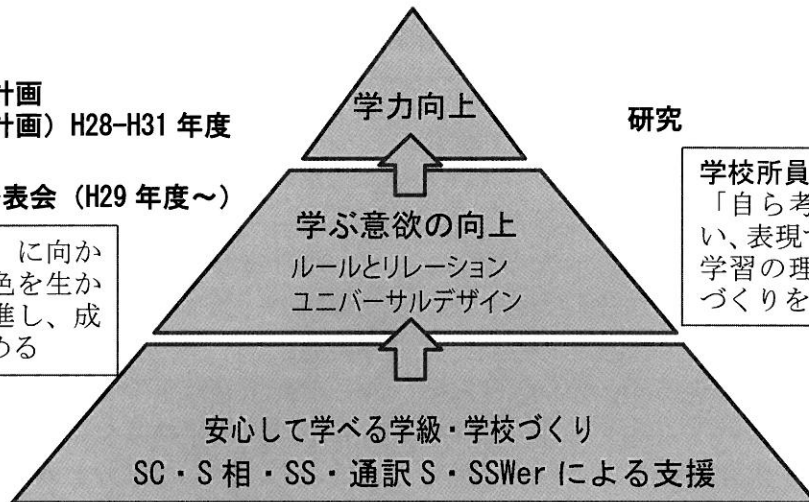 計画
計画）H28-H31 年度
表会（H29 年度～）
に向か
色を生か
進し、成
める
学力向上
学ぶ意欲の向上
ルールとリレーション
ユニバーサルデザイン
安心して学べる学級・学校づくり
SC・S 相・SS・通訳 S・SSWer による支援
研究
学校所員
「自ら考
い、表現
学習の理
づくりを